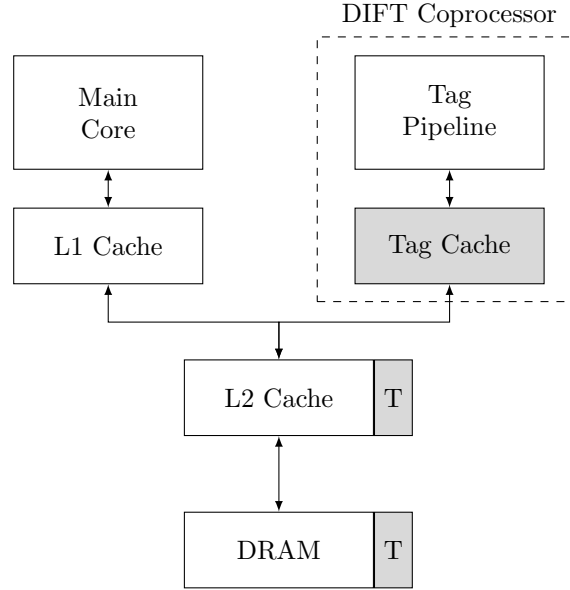 DIFT Coprocessor
Main
Core
Tag
Pipeline
L1 Cache
Tag Cache
L2 Cache
T
DRAM
T